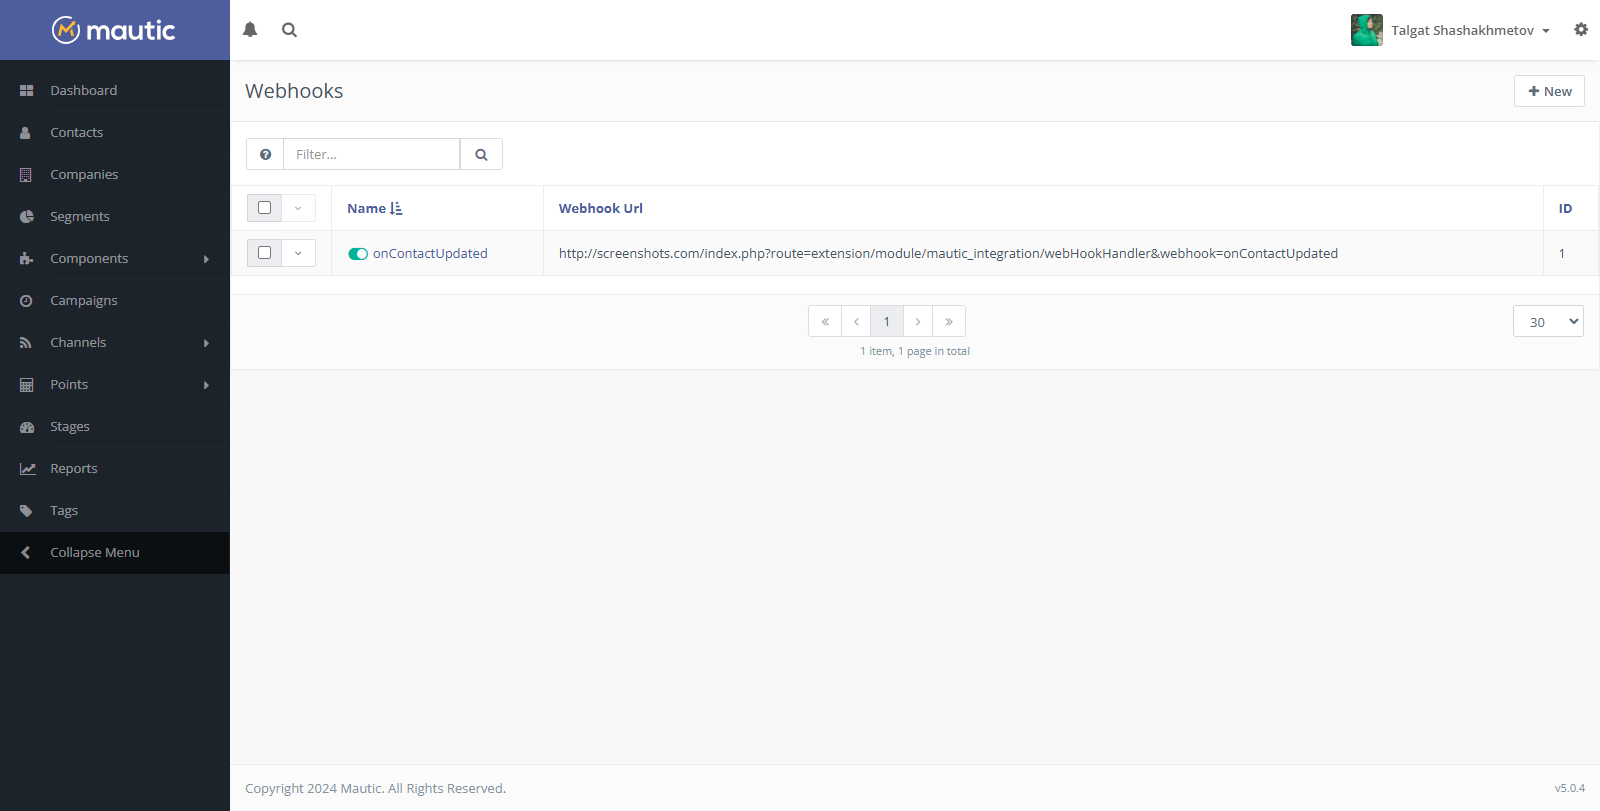 mautic
Talgat Shashakhmetov
Dashboard
Contacts
Companies
Segments
Components
Campaigns
Channels
Points
Stages
Reports
Tags
Collapse Menu
Webhooks
New
Filter...
Name
Webhook Url
ID
onContactUpdated
http://screenshots.com/index.php?route=extension/module/mautic_integration/webHookHandler&webhook=onContactUpdated
1
« ‹ 1 › »
30
1 item, 1 page in total
Copyright 2024 Mautic. All Rights Reserved.
v5.0.4